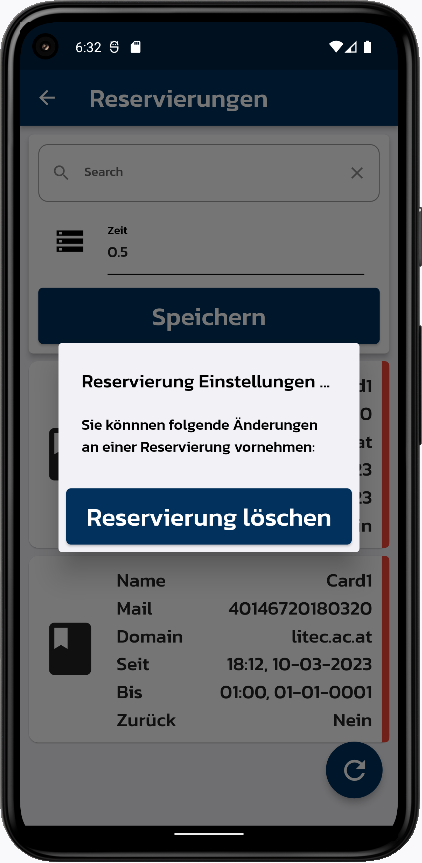 6:32
Reservierungen
Search
Zeit
0.5
Speichern
d1
0
at
23
23
in
Reservierung Einstellungen ...
Sie könnnen folgende Änderungen
an einer Reservierung vornehmen:
Reservierung löschen
Name Card1
Mail 40146720180320
Domain litec.ac.at
Seit 18:12, 10-03-2023
Bis 01:00, 01-01-0001
Zurück Nein